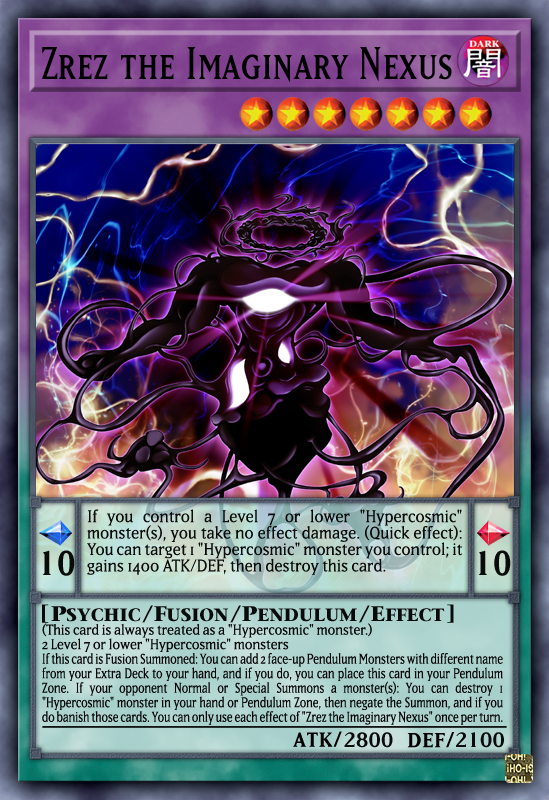 Zrez the Imaginary Nexus
DARK
闇
If you control a Level 7 or lower "Hypercosmic"
monster(s), you take no effect damage. (Quick effect):
You can target 1 "Hypercosmic" monster you control; it
gains 1400 ATK/DEF, then destroy this card.
10
10
[Psychic/Fusion/Pendulum/Effect]
(This card is always treated as a "Hypercosmic" monster.)
2 Level 7 or lower "Hypercosmic" monsters
If this card is Fusion Summoned: You can add 2 face-up Pendulum Monsters with different name
from your Extra Deck to your hand, and if you do, you can place this card in your Pendulum
Zone. If your opponent Normal or Special Summons a monster(s): You can destroy 1
"Hypercosmic" monster in your hand or Pendulum Zone, then negate the Summon, and if you
do banish those cards. You can only use each effect of "Zrez the Imaginary Nexus" once per turn.
ATK/2800 DEF/2100